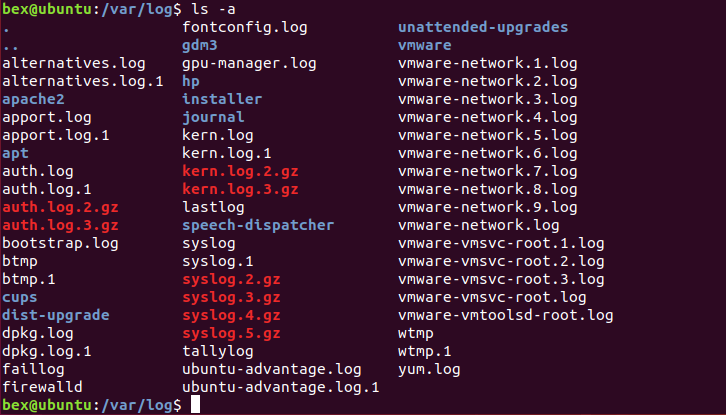 bex@ubuntu:/var/log$ ls -a
. fontconfig.log unattended-upgrades
.. gdm3 vmware
alternatives.log gpu-manager.log vmware-network.1.log
alternatives.log.1 hp vmware-network.2.log
apache2 installer vmware-network.3.log
apport.log journal vmware-network.4.log
apport.log.1 kern.log vmware-network.5.log
apt kern.log.1 vmware-network.6.log
auth.log kern.log.2.gz vmware-network.7.log
auth.log.1 kern.log.3.gz vmware-network.8.log
auth.log.2.gz lastlog vmware-network.9.log
auth.log.3.gz speech-dispatcher vmware-network.log
bootstrap.log syslog vmware-vmsvc-root.1.log
btmp syslog.1 vmware-vmsvc-root.2.log
btmp.1 syslog.2.gz vmware-vmsvc-root.3.log
cups syslog.3.gz vmware-vmsvc-root.log
dist-upgrade syslog.4.gz vmware-vmtoolsd-root.log
dpkg.log syslog.5.gz wtmp
dpkg.log.1 tallylog wtmp.1
faillog ubuntu-advantage.log yum.log
firewalld ubuntu-advantage.log.1
bex@ubuntu:/var/log$